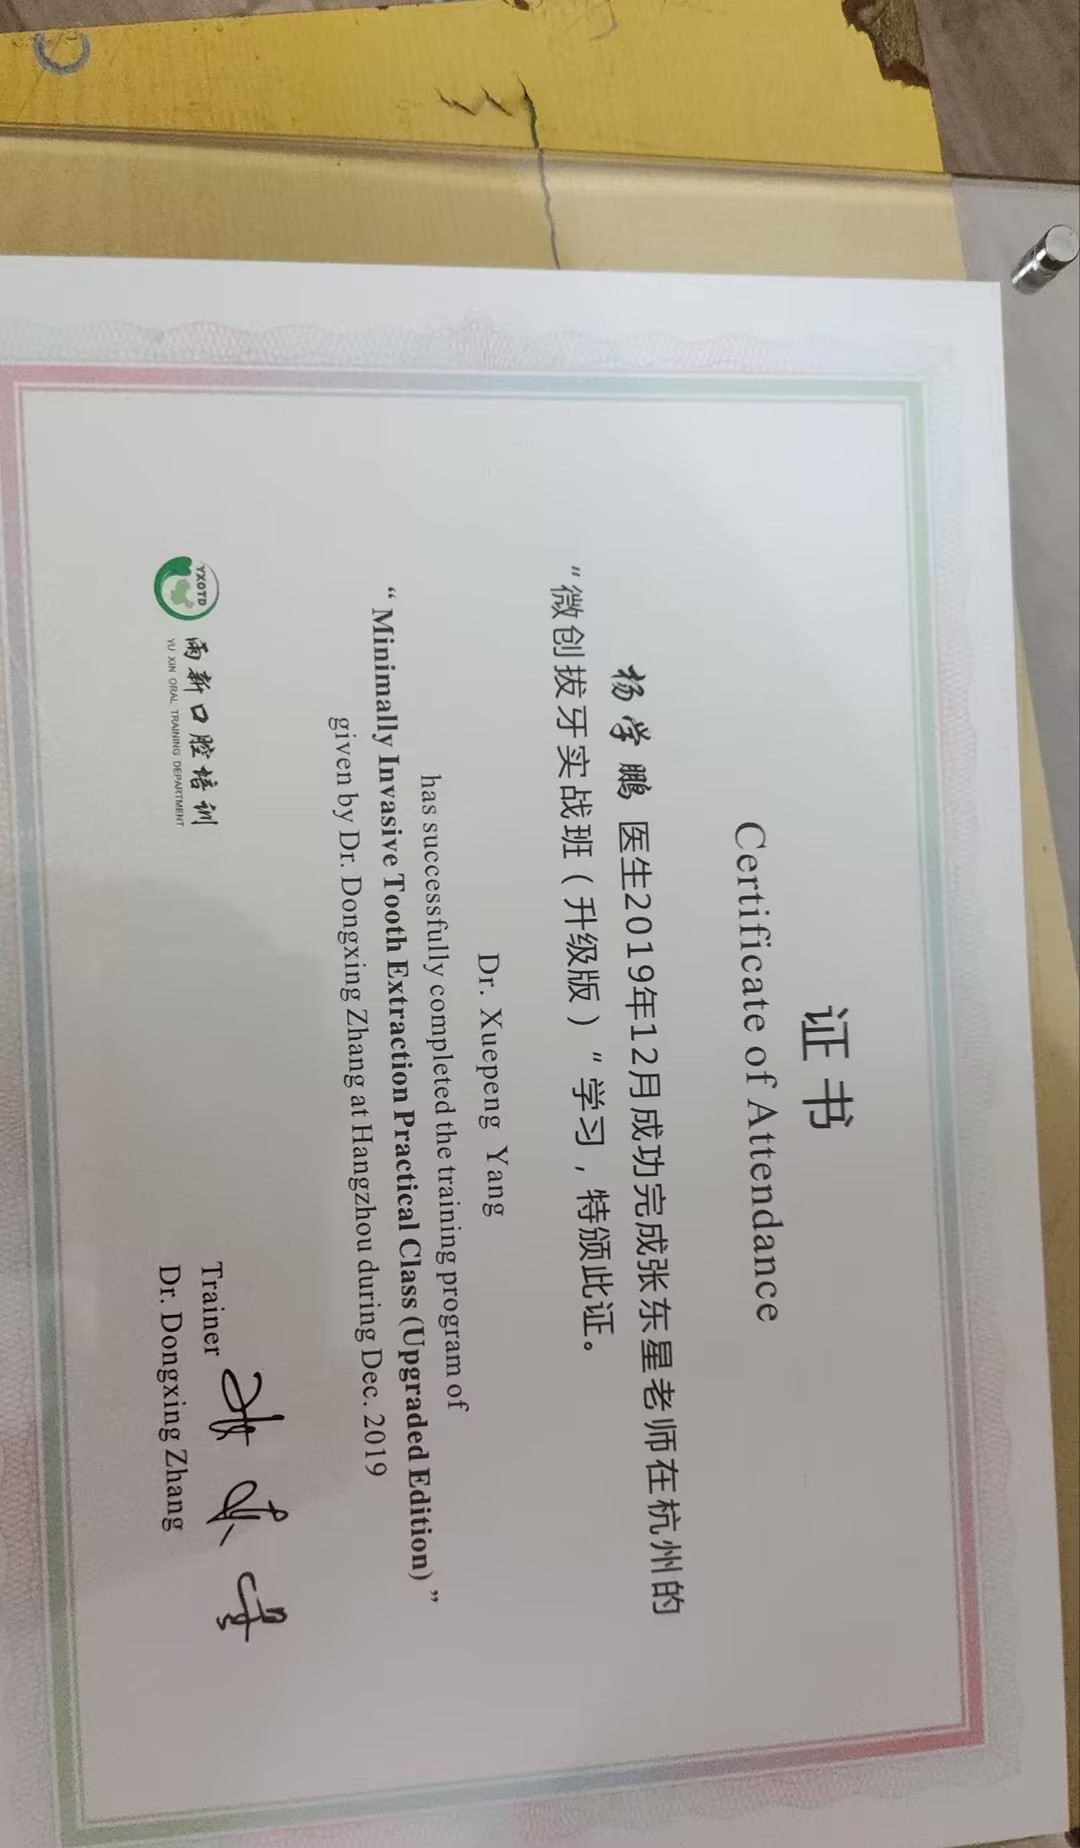 证书
Certificate of Attendance
杨学鹏 医生2019年12月成功完成张东星老师在杭州的
“微创拔牙实战班（升级版）”学习，特颁此证。
Dr. Xuepeng Yang
has successfully completed the training program of
“Minimally Invasive Tooth Extraction Practical Class (Upgraded Edition)”
given by Dr. Dongxing Zhang at Hangzhou during Dec. 2019
YXOTD
雨新口腔培训
YU XIN ORAL TRAINING DEPARTMENT
Trainer 张东星
Dr. Dongxing Zhang